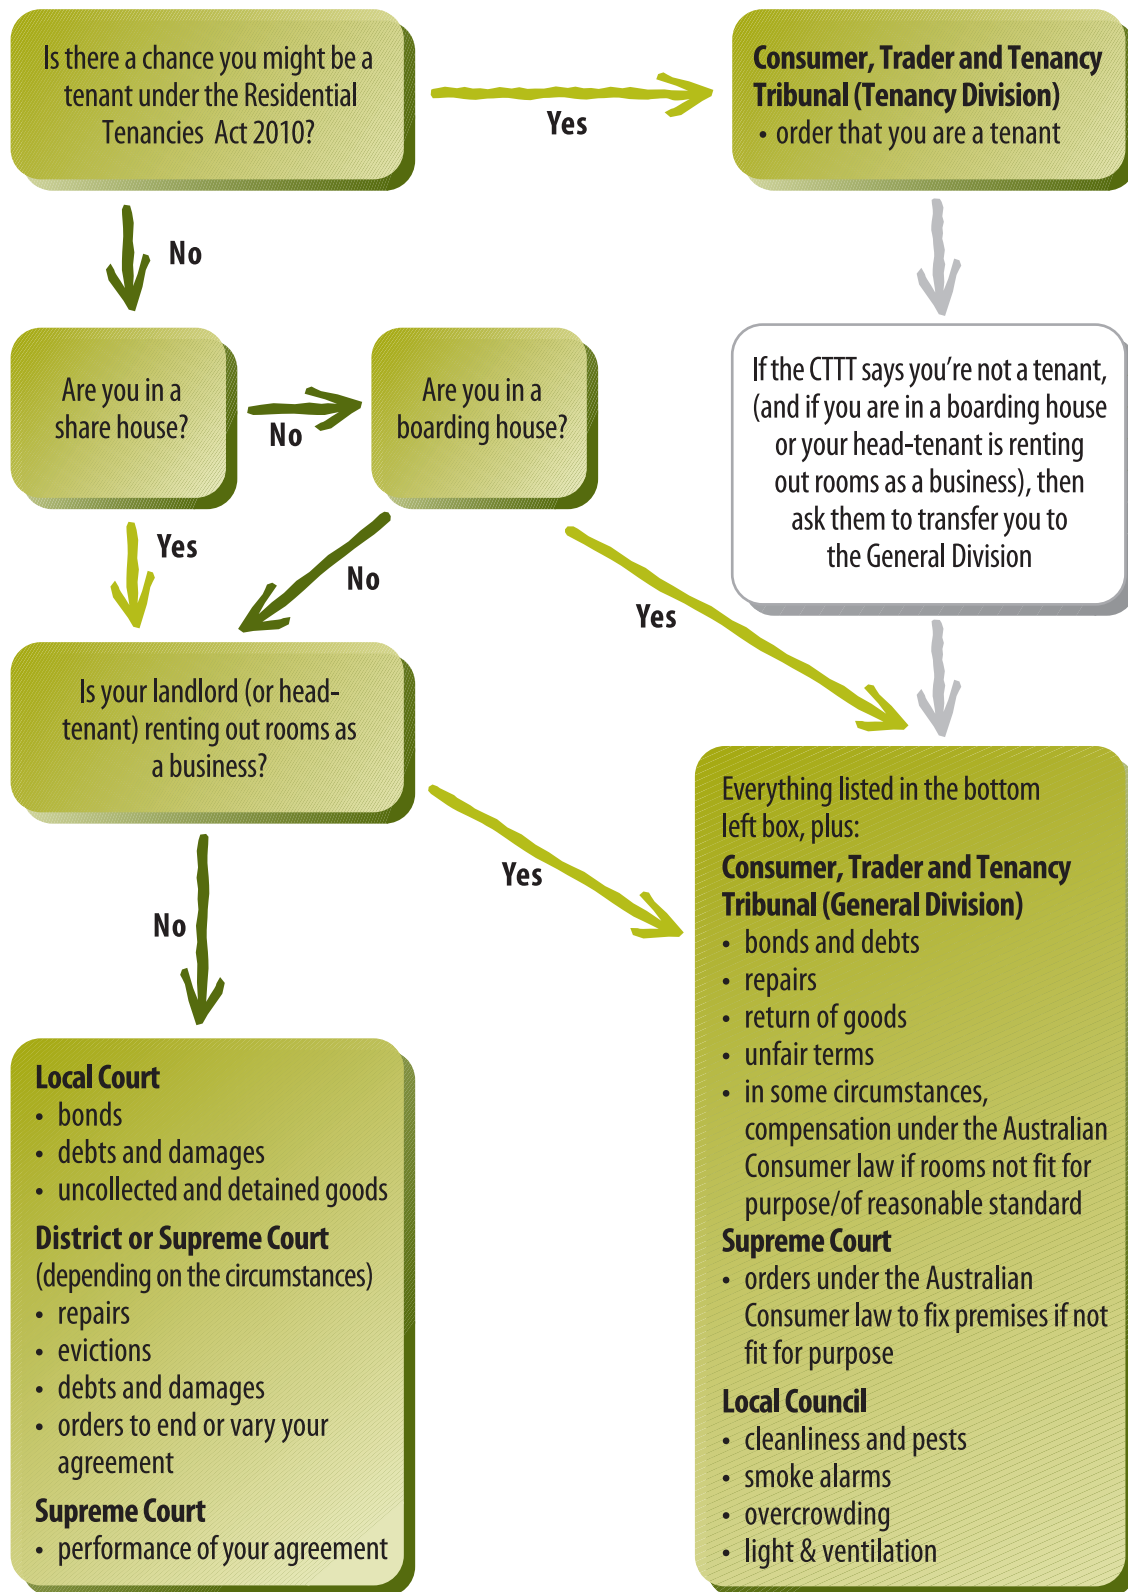 Is there a chance you might be a
tenant under the Residential
Tenancies Act 2010?
Yes
Consumer, Trader and Tenancy
Tribunal (Tenancy Division)
• order that you are a tenant
No
Are you in a
share house?
No
Are you in a
boarding house?
If the CTTT says you're not a tenant,
(and if you are in a boarding house
or your head-tenant is renting
out rooms as a business), then
ask them to transfer you to
the General Division
Yes
No
Yes
Is your landlord (or head-
tenant) renting out rooms as
a business?
Yes
No
Local Court
• bonds
• debts and damages
• uncollected and detained goods
District or Supreme Court
(depending on the circumstances)
• repairs
• evictions
• debts and damages
• orders to end or vary your
agreement
Supreme Court
• performance of your agreement
Everything listed in the bottom
left box, plus:
Consumer, Trader and Tenancy
Tribunal (General Division)
• bonds and debts
• repairs
• return of goods
• unfair terms
• in some circumstances,
compensation under the Australian
Consumer law if rooms not fit for
purpose/of reasonable standard
Supreme Court
• orders under the Australian
Consumer law to fix premises if not
fit for purpose
Local Council
• cleanliness and pests
• smoke alarms
• overcrowding
• light & ventilation